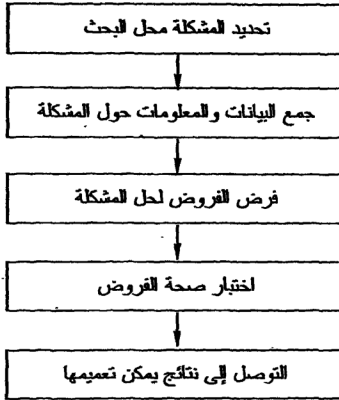 تحديد المشكلة محل البحث
جمع البيانات والمعلومات حول المشكلة
فرض الفروض لحل المشكلة
اختبار صحة الفروض
التوصل إلى نتائج يمكن تعميمها